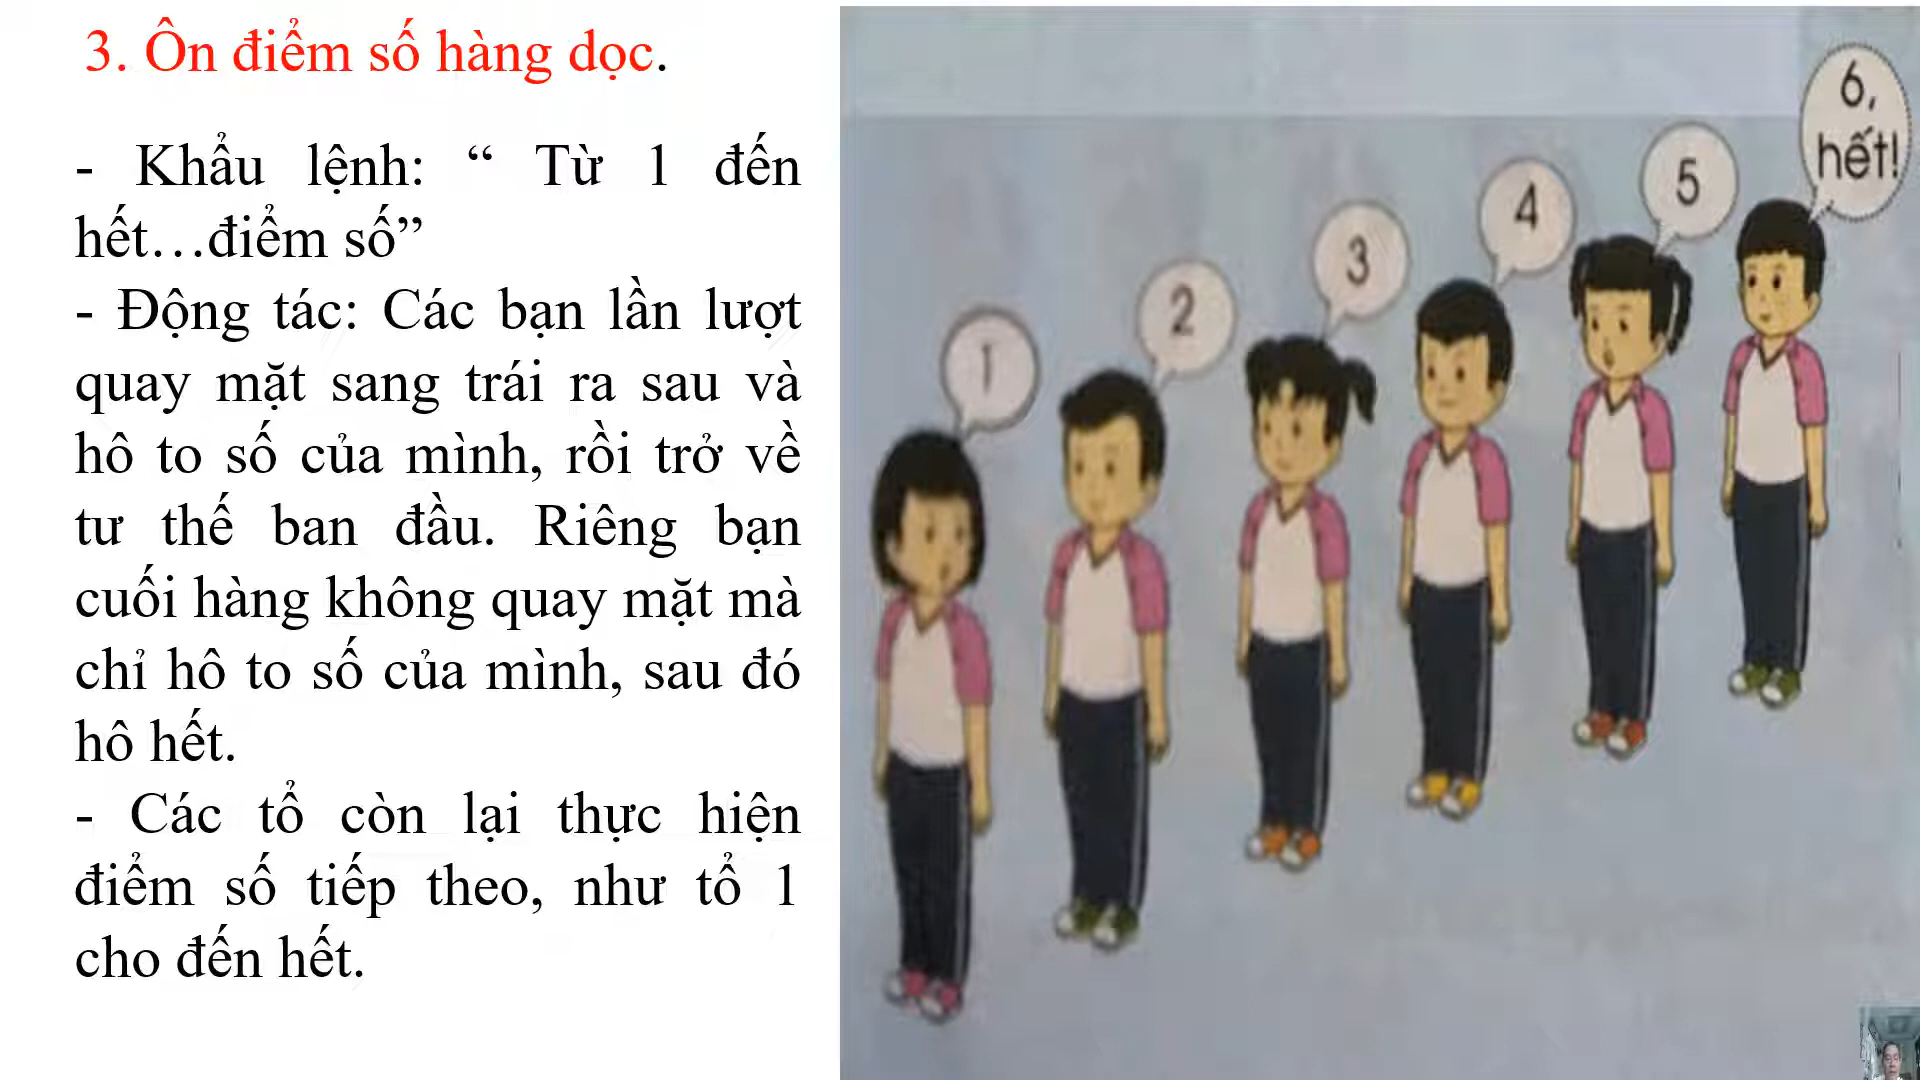 3. Ôn điểm số hàng dọc.
- Khẩu lệnh: “ Từ 1 đến
hết…điểm số”
- Động tác: Các bạn lần lượt
quay mặt sang trái ra sau và
hô to số của mình, rồi trở về
tư thế ban đầu. Riêng bạn
cuối hàng không quay mặt mà
chỉ hô to số của mình, sau đó
hô hết.
- Các tổ còn lại thực hiện
điểm số tiếp theo, như tổ 1
cho đến hết.
1
2
3
4
5
6,
hết!